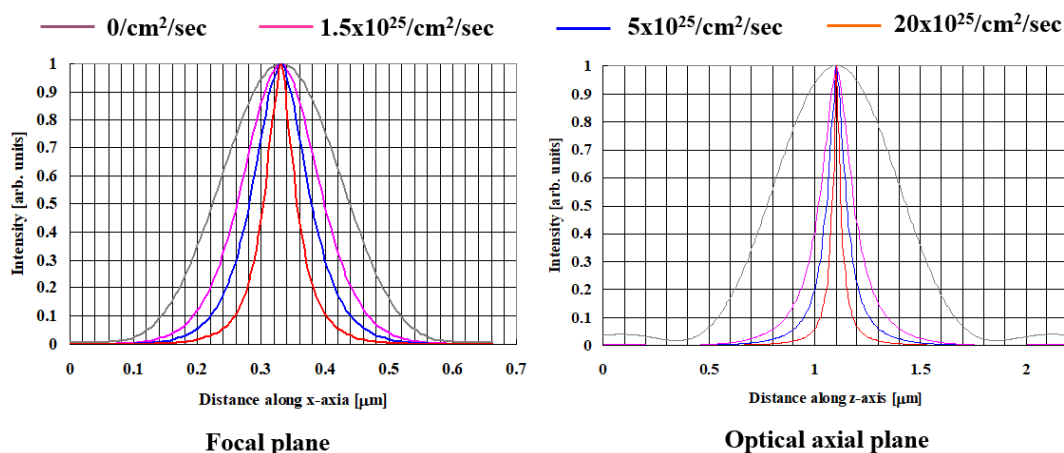 0/cm²/sec 1.5x10²⁵/cm²/sec 5x10²⁵/cm²/sec 20x10²⁵/cm²/sec
Intensity [arb. units]
1
0.9
0.8
0.7
0.6
0.5
0.4
0.3
0.2
0.1
0
0 0.1 0.2 0.3 0.4 0.5 0.6 0.7
Distance along x-axia [μm]
Focal plane
Intensity [arb. units]
1
0.9
0.8
0.7
0.6
0.5
0.4
0.3
0.2
0.1
0
0 0.5 1 1.5 2
Distance along z-axis [μm]
Optical axial plane